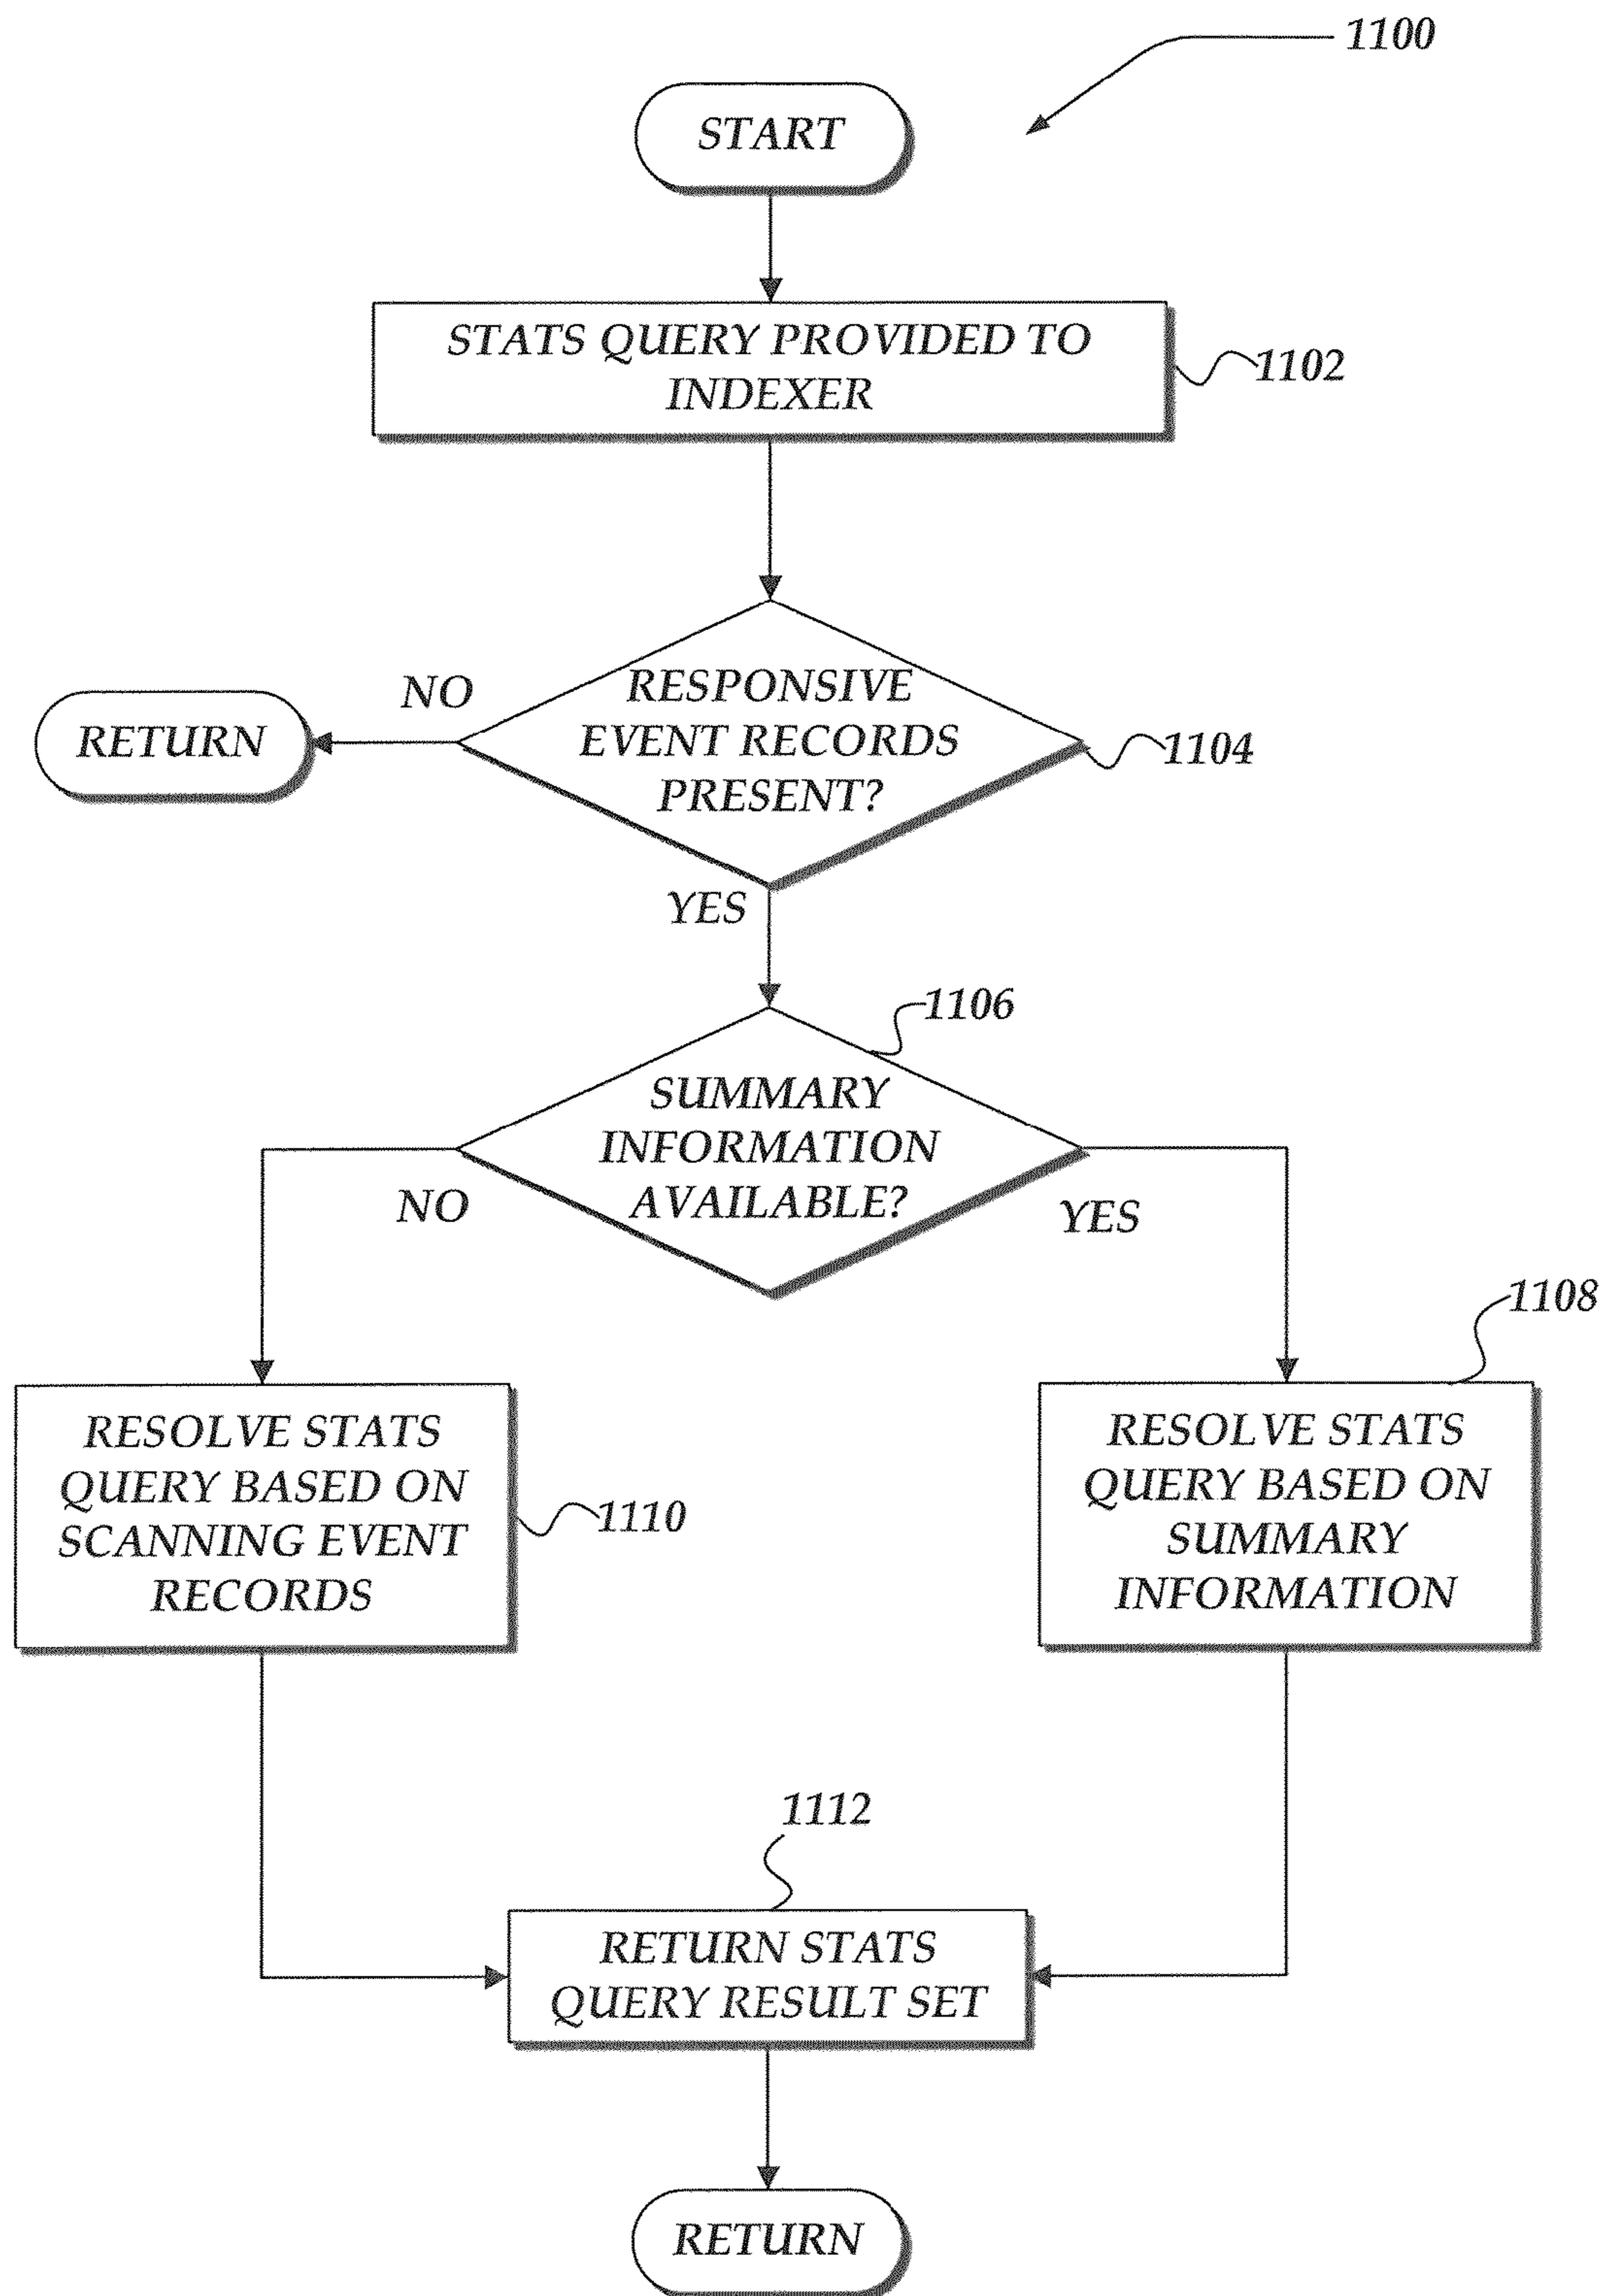 1100
START
STATS QUERY PROVIDED TO
INDEXER
1102
NO
RESPONSIVE
EVENT RECORDS
PRESENT?
RETURN
1104
YES
1106
SUMMARY
INFORMATION
AVAILABLE?
NO
YES
1108
RESOLVE STATS
QUERY BASED ON
SCANNING EVENT
RECORDS
1110
RESOLVE STATS
QUERY BASED ON
SUMMARY
INFORMATION
1112
RETURN STATS
QUERY RESULT SET
RETURN